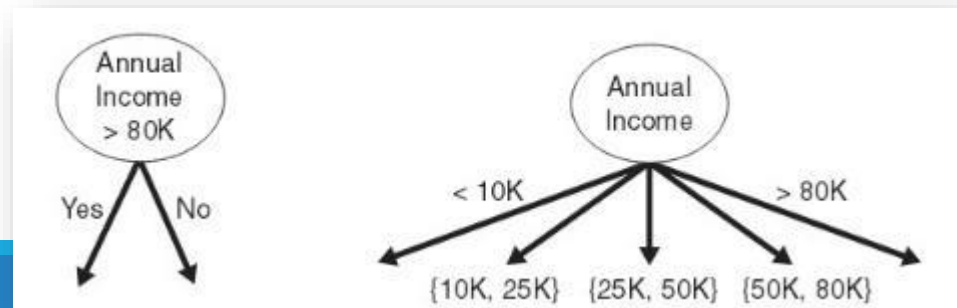 Annual
Income
> 80K
Yes
No
Annual
Income
< 10K
> 80K
{10K, 25K}
{25K, 50K}
{50K, 80K}